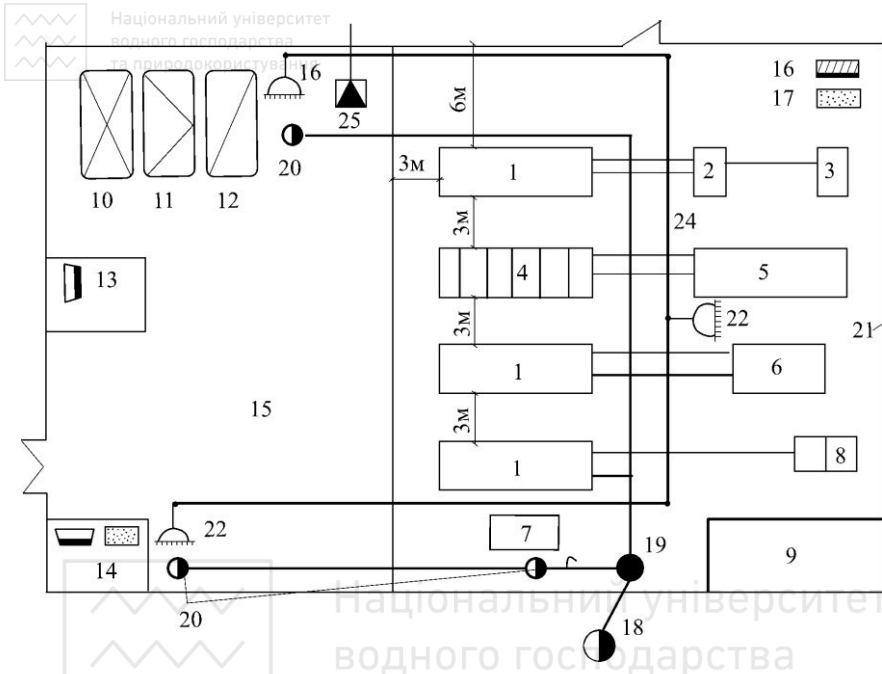 Національний університет
водного господарства
та природокористування
16
25
6м
16
17
20
10
11
12
3м
1
2
3
3м
24
4
5
13
22
21
3м
1
6
15
3м
1
8
22
7
19
9
14
20
18
Національний університет
водного господарства